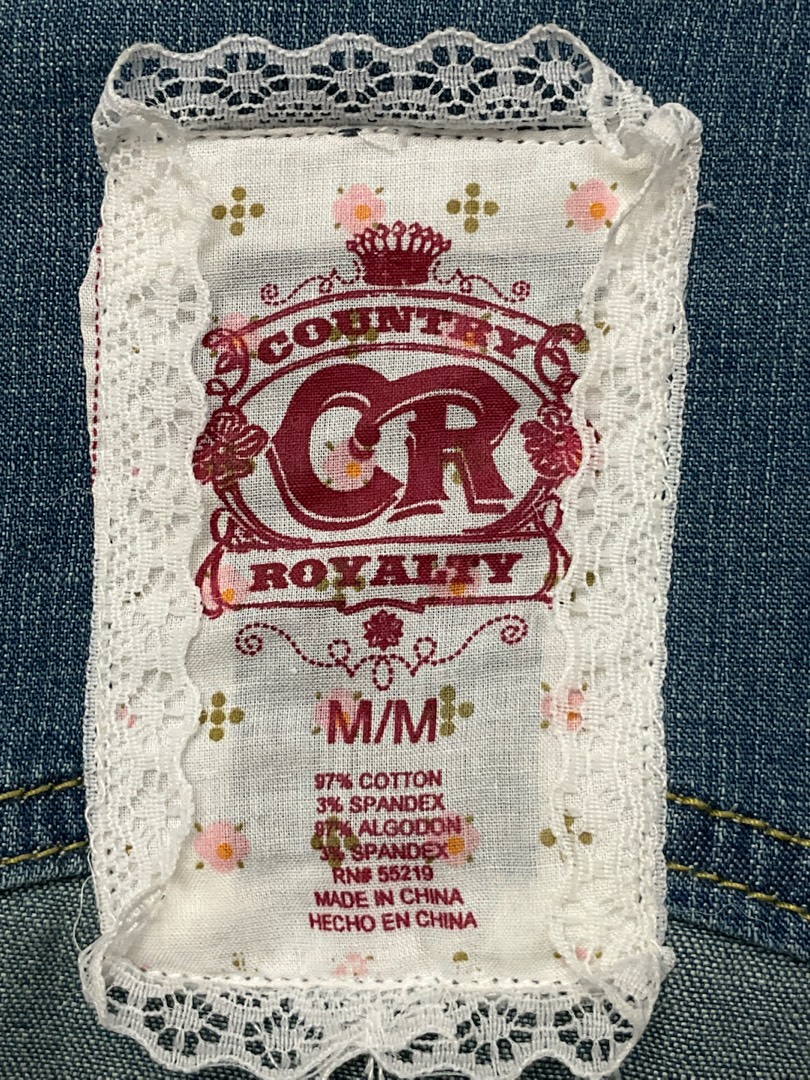 COUNTRY
CR
ROYALTY
M/M
97% COTTON
3% SPANDEX
97% ALGODON
3% SPANDEX
RN# 55219
MADE IN CHINA
HECHO EN CHINA